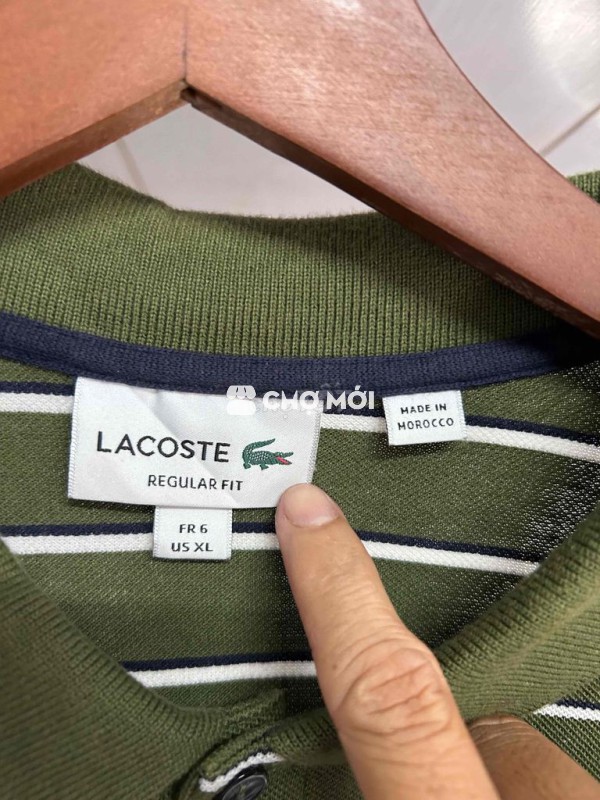 CHỢ MỚI
LACOSTE
REGULAR FIT
MADE IN
MOROCCO
FR 6
US XL